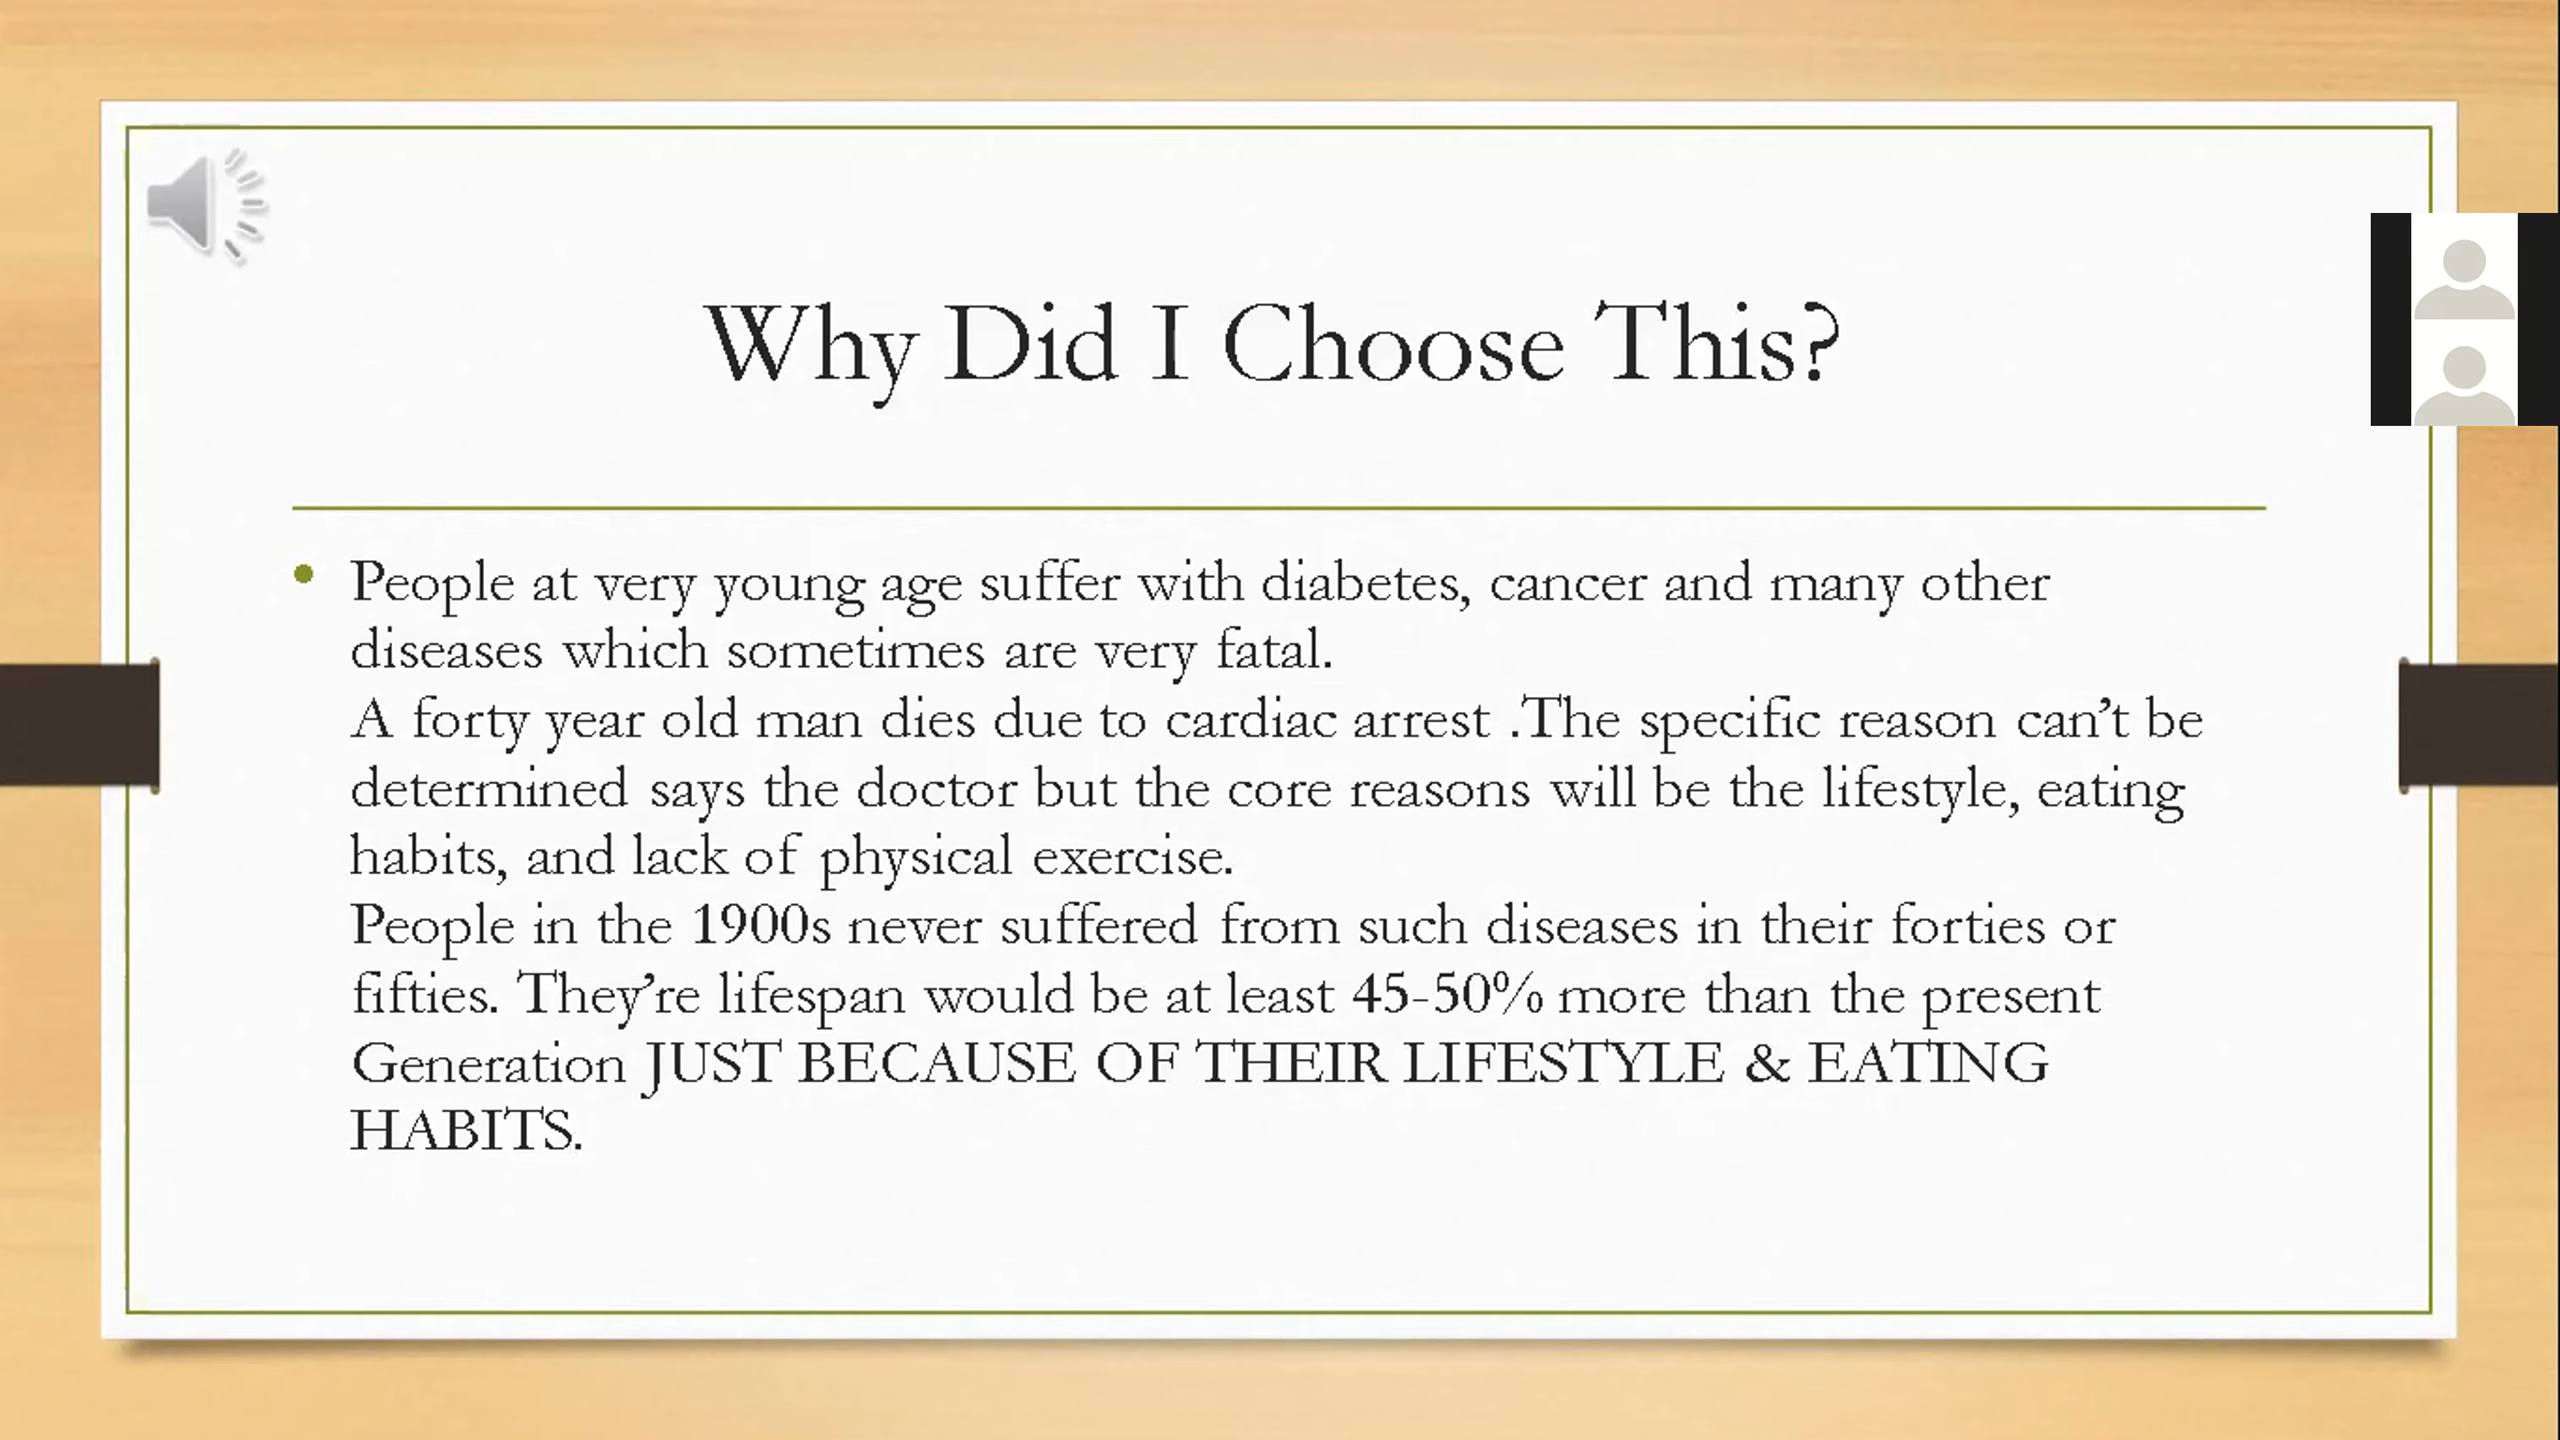 Why Did I Choose This?
• People at very young age suffer with diabetes, cancer and many other
diseases which sometimes are very fatal.
A forty year old man dies due to cardiac arrest .The specific reason can’t be
determined says the doctor but the core reasons will be the lifestyle, eating
habits, and lack of physical exercise.
People in the 1900s never suffered from such diseases in their forties or
fifties. They’re lifespan would be at least 45-50% more than the present
Generation JUST BECAUSE OF THEIR LIFESTYLE & EATING
HABITS.